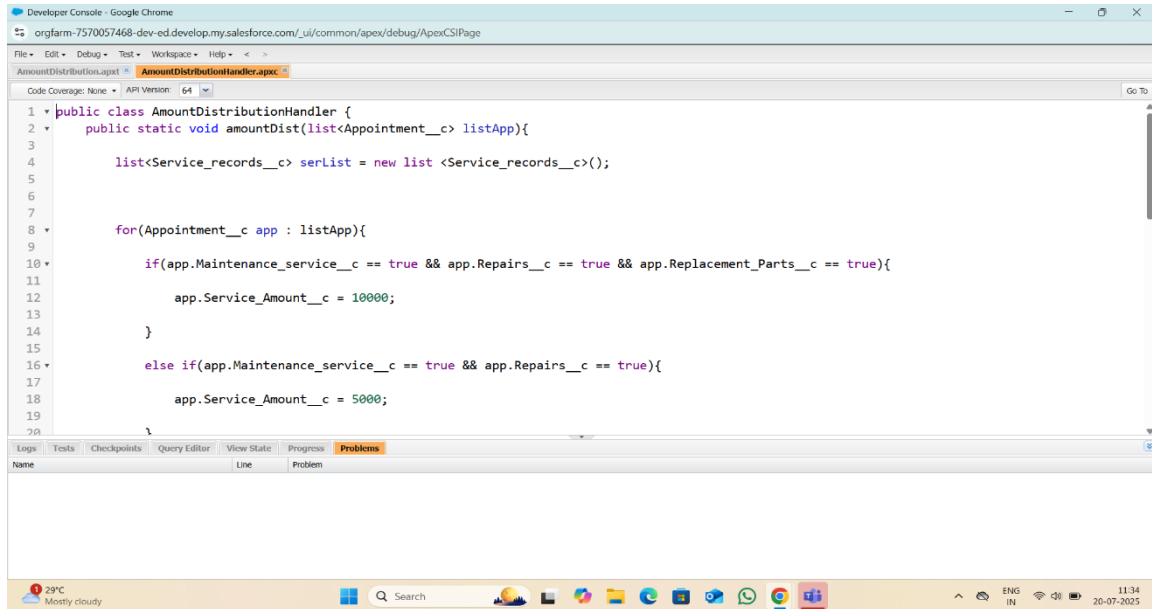 Developer Console - Google Chrome
orgfarm-7570057468-dev-ed.develop.my.salesforce.com/_ui/common/apex/debug/ApexCSIPage
File Edit Debug Test Workspace Help < >
AmountDistribution.apxt AmountDistributionHandler.apxc
Code Coverage: None API Version: 64 Go To
1 public class AmountDistributionHandler {
2 public static void amountDist(list<Appointment__c> listApp){
3
4 list<Service_records__c> serList = new list <Service_records__c>();
5
6
7
8 for(Appointment__c app : listApp){
9
10 if(app.Maintenance_service__c == true && app.Repairs__c == true && app.Replacement_Parts__c == true){
11
12 app.Service_Amount__c = 10000;
13
14 }
15
16 else if(app.Maintenance_service__c == true && app.Repairs__c == true){
17
18 app.Service_Amount__c = 5000;
19
20 }
Logs Tests Checkpoints Query Editor View State Progress Problems
Name Line Problem
1 29°C
Mostly cloudy
Search
ENG
IN
11:34
20-07-2025